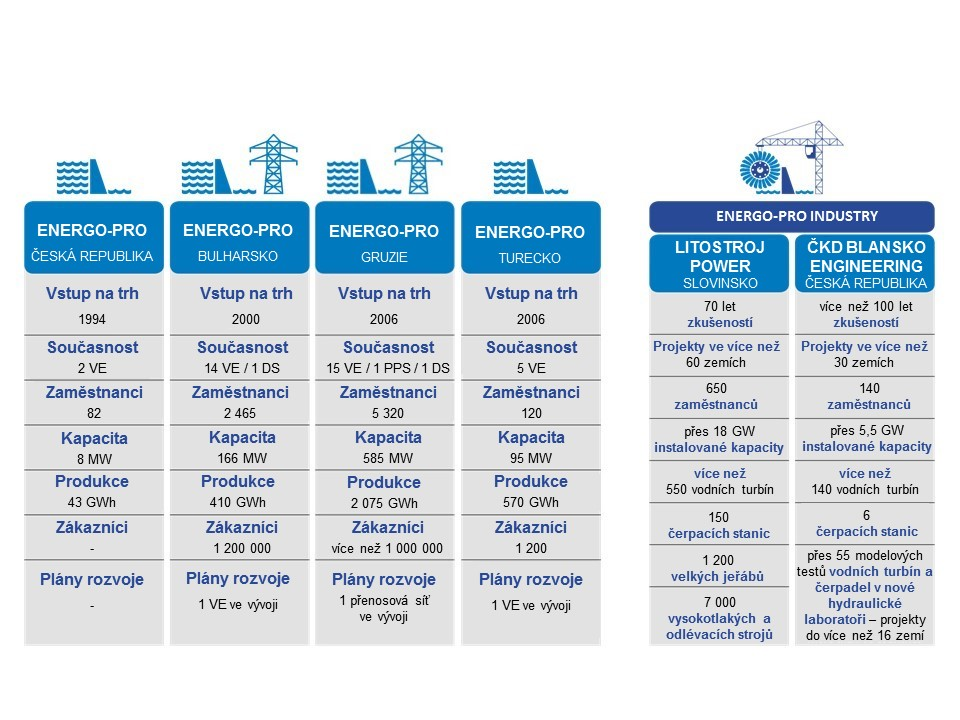 ENERGO-PRO
ČESKÁ REPUBLIKA
Vstup na trh
1994
Současnost
2 VE
Zaměstnanci
82
Kapacita
8 MW
Produkce
43 GWh
Zákazníci
-
Plány rozvoje
-
ENERGO-PRO
BULHARSKO
Vstup na trh
2000
Současnost
14 VE / 1 DS
Zaměstnanci
2 465
Kapacita
166 MW
Produkce
410 GWh
Zákazníci
1 200 000
Plány rozvoje
1 VE ve vývoji
ENERGO-PRO
GRUZIE
Vstup na trh
2006
Současnost
15 VE / 1 PPS / 1 DS
Zaměstnanci
5 320
Kapacita
585 MW
Produkce
2 075 GWh
Zákazníci
více než 1 000 000
Plány rozvoje
1 přenosová síť
ve vývoji
ENERGO-PRO
TURECKO
Vstup na trh
2006
Současnost
5 VE
Zaměstnanci
120
Kapacita
95 MW
Produkce
570 GWh
Zákazníci
1 200
Plány rozvoje
1 VE ve vývoji
ENERGO-PRO INDUSTRY
LITOSTROJ
POWER
SLOVINSKO
70 let
zkušeností
Projekty ve více než
60 zemích
650
zaměstnanců
přes 18 GW
instalované kapacity
více než
550 vodních turbín
150
čerpacích stanic
1 200
velkých jeřábů
7 000
vysokotlakých a
odlévacích strojů
ČKD BLANSKO
ENGINEERING
ČESKÁ REPUBLIKA
více než 100 let
zkušeností
Projekty ve více než
30 zemích
140
zaměstnanců
přes 5,5 GW
instalované kapacity
více než
140 vodních turbín
6
čerpacích stanic
přes 55 modelových
testů vodních turbín a
čerpadel v nové
hydraulické
laboratoři – projekty
do více než 16 zemí